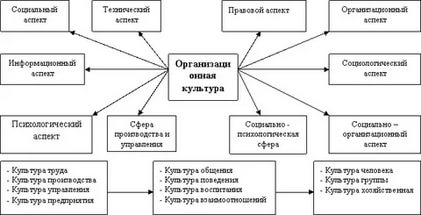 Социальный
аспект
Технический
аспект
Правовой аспект
Организационный
аспект
Информационный
аспект
Организаци
онная
культура
Социологический
аспект
Психологический
аспект
Сфера
производства и
управления
Социально -
психологическая
сфера
Социально –
организационный
аспект
- Культура труда
- Культура производства
- Культура управления
- Культура предприятия
- Культура общения
- Культура поведения
- Культура воспитания
- Культура взаимоотношений
- Культура человека
- Культура группы
- Культура хозяйственная